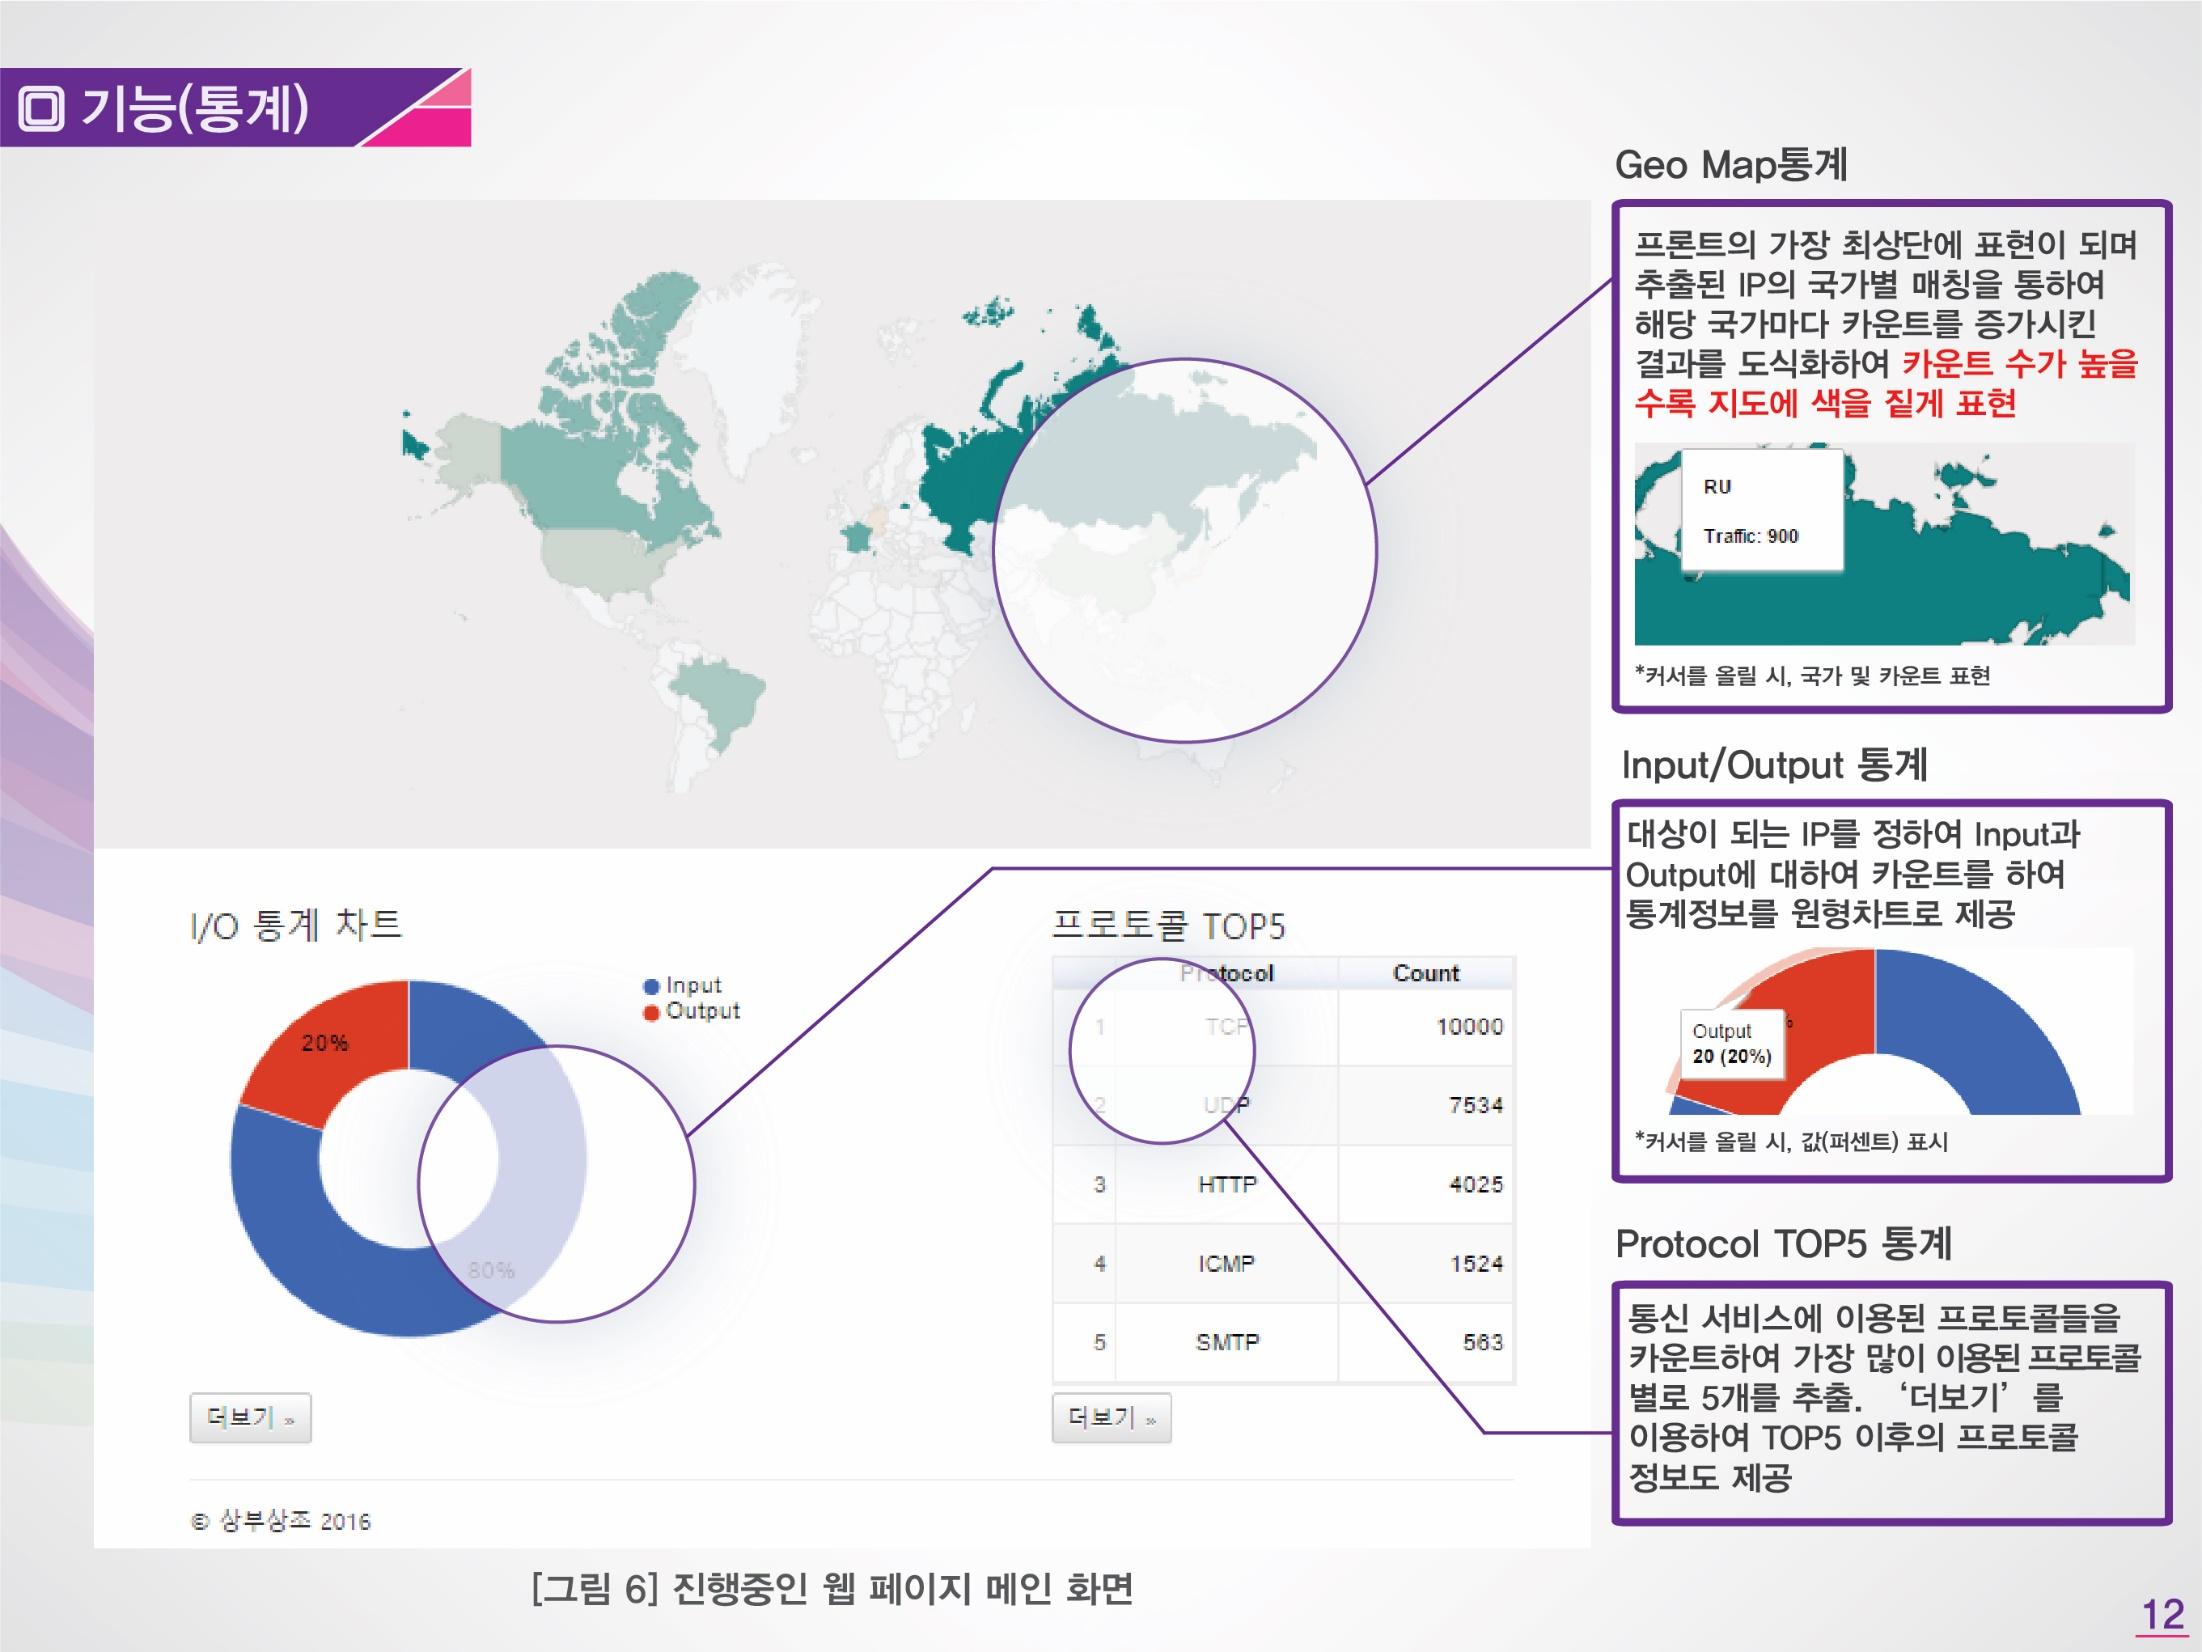 기능(통계)
Geo Map통계
프론트의 가장 최상단에 표현이 되며
추출된 IP의 국가별 매칭을 통하여
해당 국가마다 카운트를 증가시킨
결과를 도식화하여 카운트 수가 높을
수록 지도에 색을 짙게 표현
RU
Traffic: 900
*커서를 올릴 시, 국가 및 카운트 표현
Input/Output 통계
대상이 되는 IP를 정하여 Input과
Output에 대하여 카운트를 하여
통계정보를 원형차트로 제공
Output
20 (20%)
%
*커서를 올릴 시, 값(퍼센트) 표시
Protocol TOP5 통계
통신 서비스에 이용된 프로토콜들을
카운트하여 가장 많이 이용된 프로토콜
별로 5개를 추출. ‘더보기’를
이용하여 TOP5 이후의 프로토콜
정보도 제공
I/O 통계 차트
Input
Output
20%
80%
더보기 »
프로토콜 TOP5
Protocol Count
1 TCP 10000
2 UDP 7534
3 HTTP 4025
4 ICMP 1524
5 SMTP 563
더보기 »
© 상부상조 2016
[그림 6] 진행중인 웹 페이지 메인 화면
12